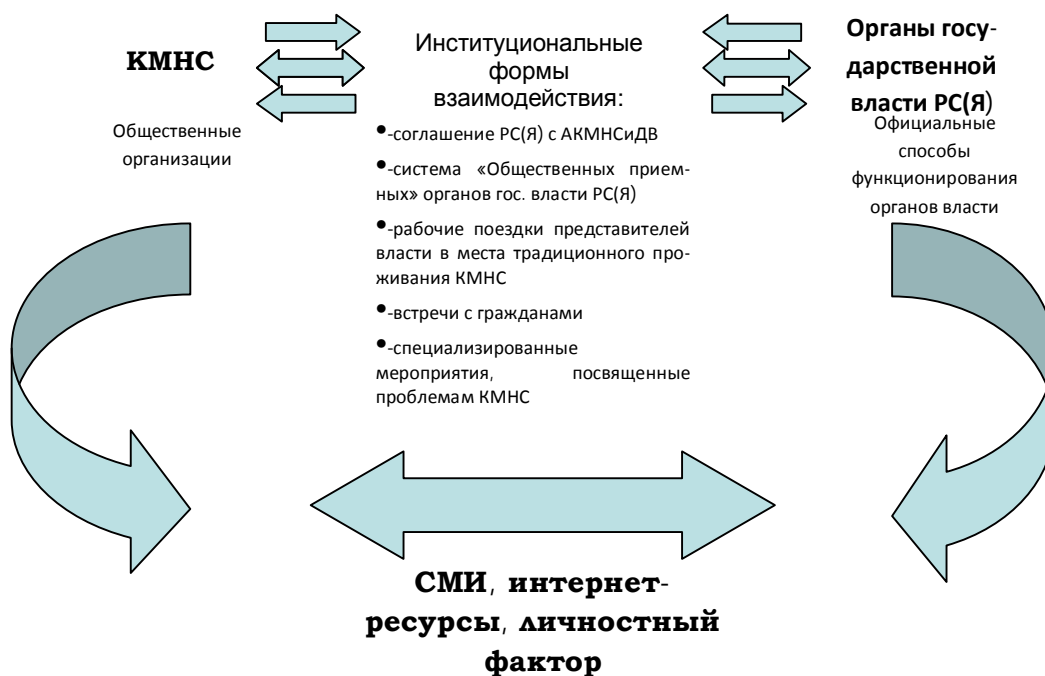 КМНС
Общественные
организации
Институциональные
формы
взаимодействия:
•-соглашение РС(Я) с АКМНСиДВ
•-система «Общественных прием-
ных» органов гос. власти РС(Я)
•-рабочие поездки представителей
власти в места традиционного про-
живания КМНС
•-встречи с гражданами
•-специализированные
мероприятия, посвященные
проблемам КМНС
Органы госу-
дарственной
власти РС(Я)
Официальные
способы
функционирования
органов власти
СМИ, интернет-
ресурсы, личностный
фактор